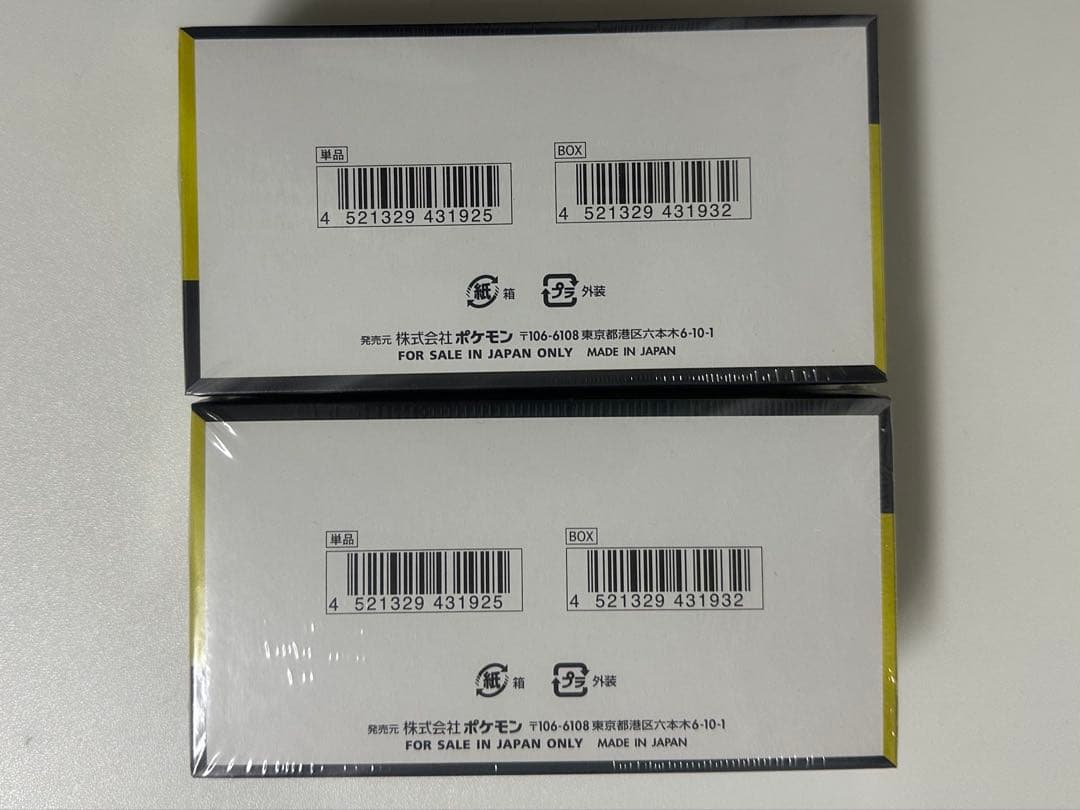 単品
4 521329 431925
BOX
4 521329 431932
紙 箱
プラ 外装
発売元 株式会社ポケモン 〒106-6108 東京都港区六本木6-10-1
FOR SALE IN JAPAN ONLY MADE IN JAPAN
単品
4 521329 431925
BOX
4 521329 431932
紙 箱
プラ 外装
発売元 株式会社ポケモン 〒106-6108 東京都港区六本木6-10-1
FOR SALE IN JAPAN ONLY MADE IN JAPAN